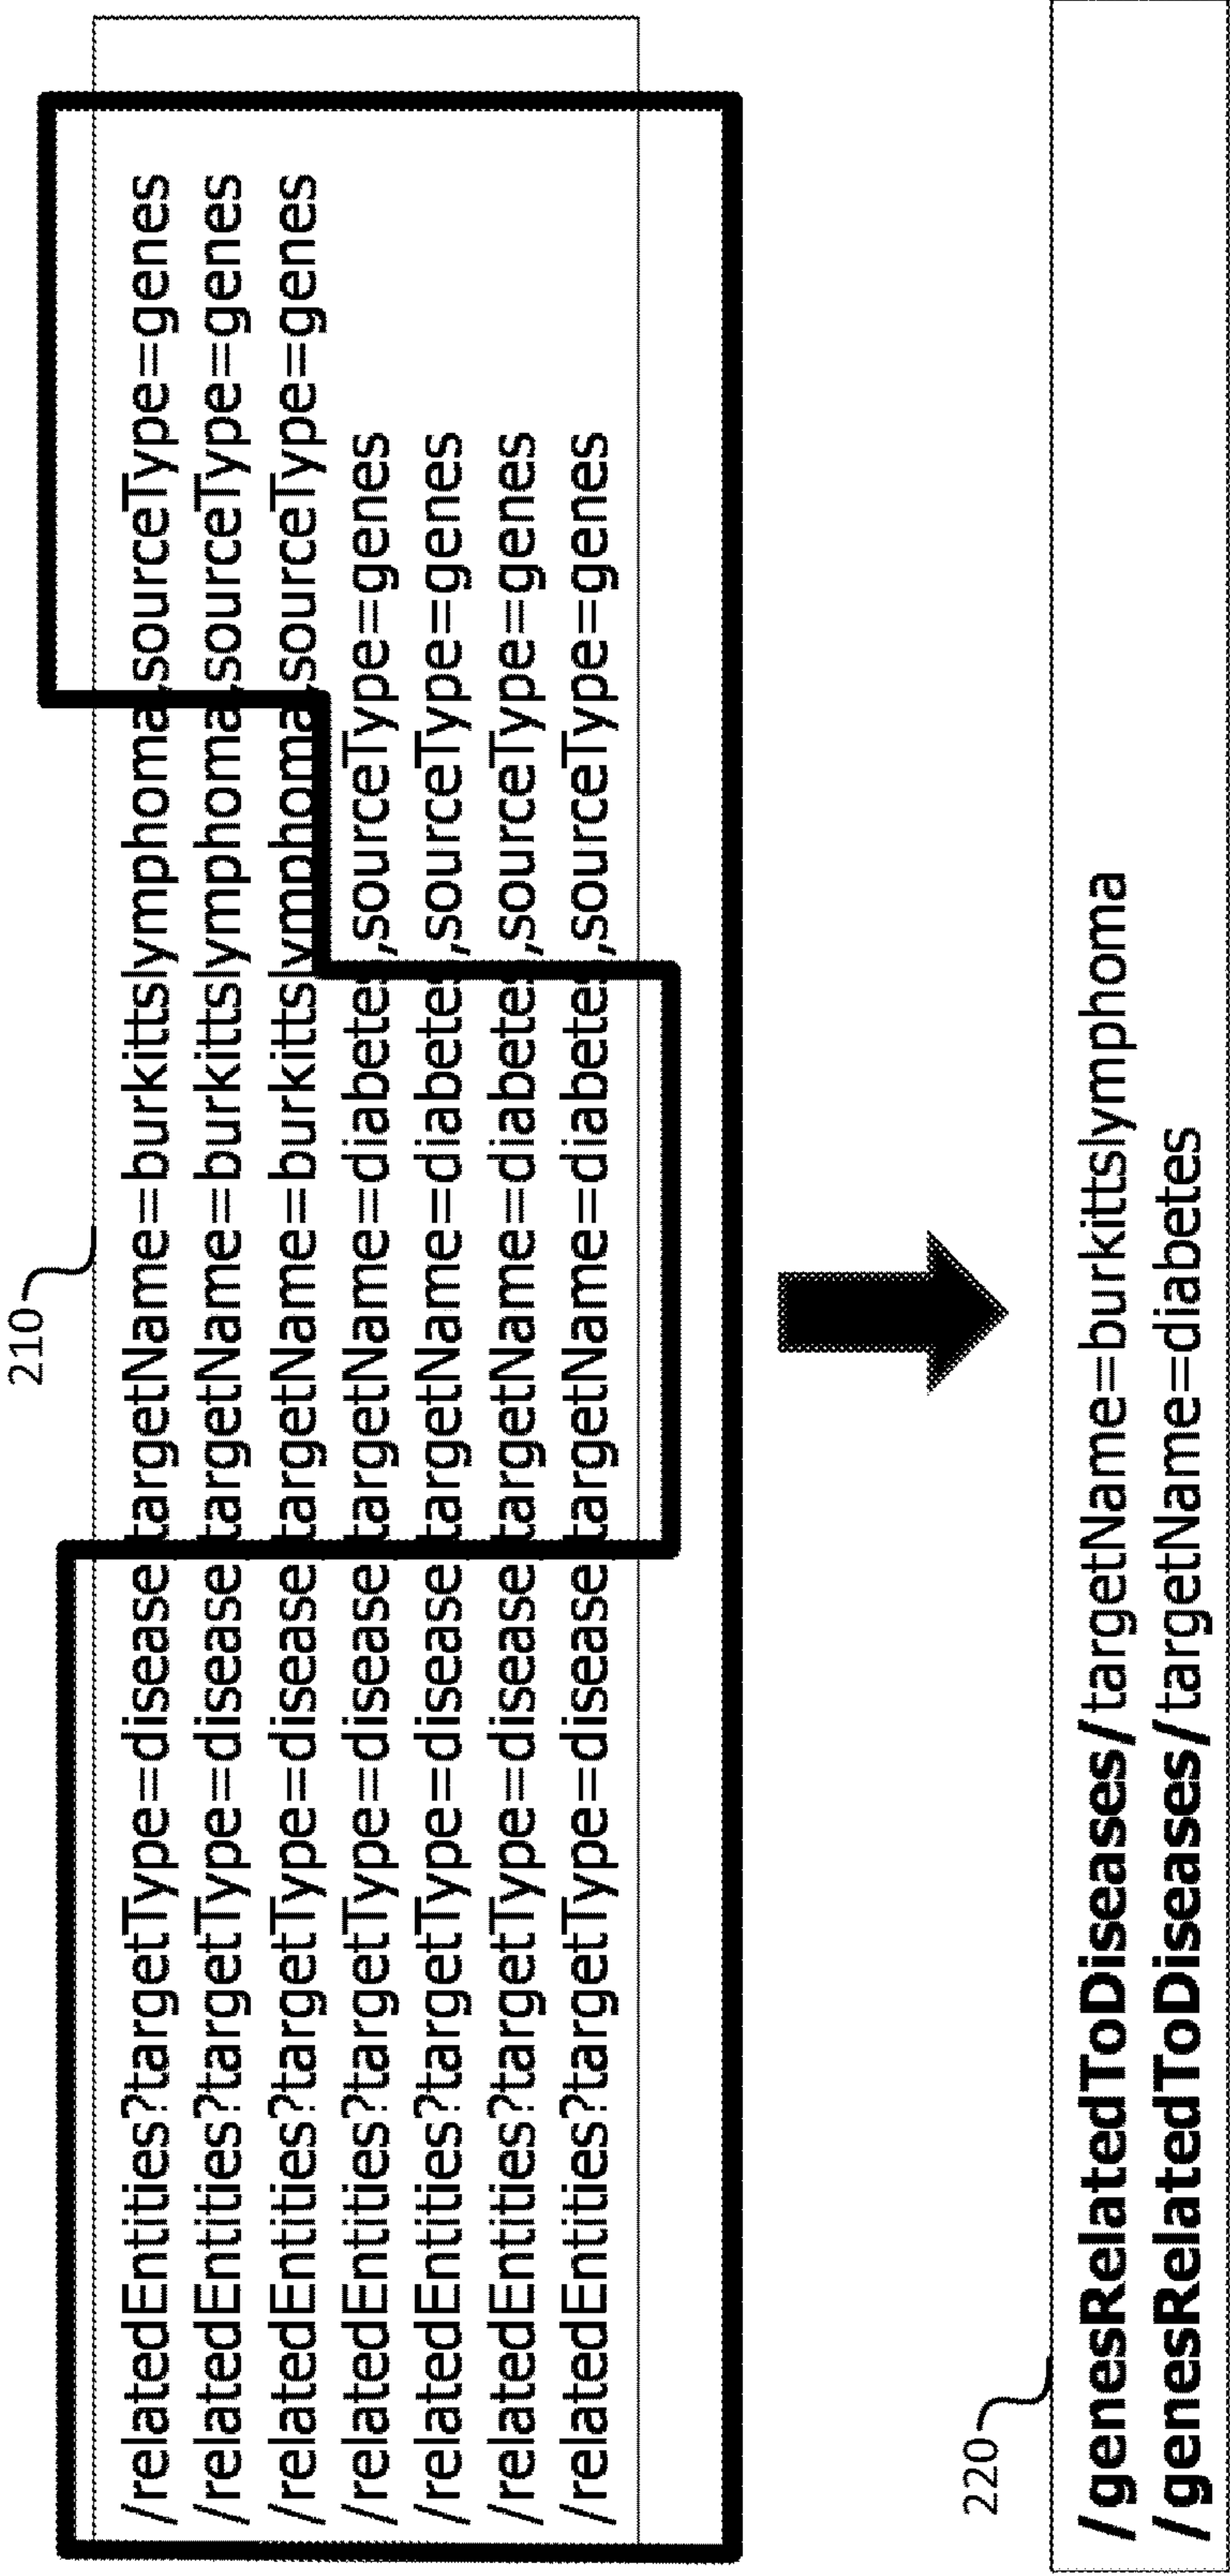 210
/relatedEntities?targetType=disease targetName=burkittslymphoma,sourceType=genes
/relatedEntities?targetType=disease targetName=burkittslymphoma,sourceType=genes
/relatedEntities?targetType=disease targetName=burkittslymphoma,sourceType=genes
/relatedEntities?targetType=disease targetName=diabetes,sourceType=genes
/relatedEntities?targetType=disease targetName=diabetes,sourceType=genes
/relatedEntities?targetType=disease targetName=diabetes,sourceType=genes
/relatedEntities?targetType=disease targetName=diabetes,sourceType=genes
220
/genesRelatedToDiseases/targetName=burkittslymphoma
/genesRelatedToDiseases/targetName=diabetes